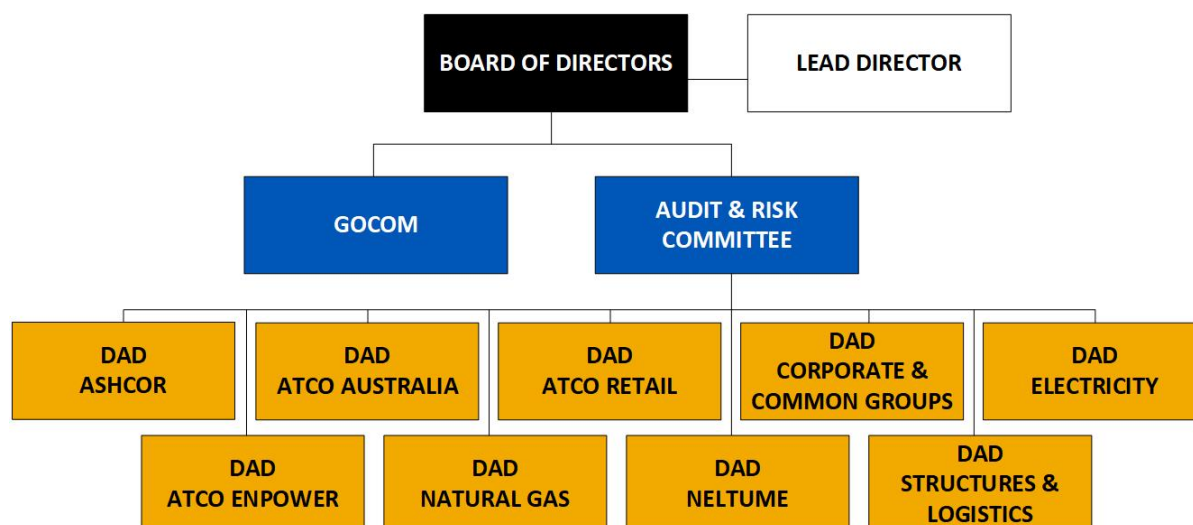 BOARD OF DIRECTORS
LEAD DIRECTOR
GOCOM
AUDIT & RISK
COMMITTEE
DAD
ASHCOR
DAD
ATCO AUSTRALIA
DAD
ATCO RETAIL
DAD
CORPORATE &
COMMON GROUPS
DAD
ELECTRICITY
DAD
ATCO ENPOWER
DAD
NATURAL GAS
DAD
NELTUME
DAD
STRUCTURES &
LOGISTICS